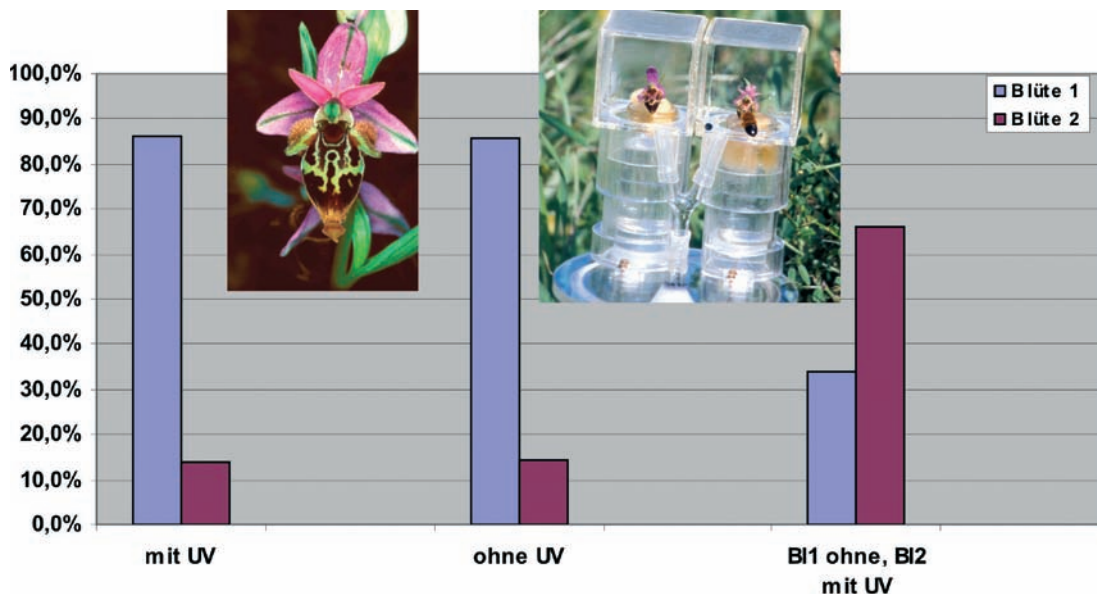 100,0%
90,0%
80,0%
70,0%
60,0%
50,0%
40,0%
30,0%
20,0%
10,0%
0,0%
Blüte 1
Blüte 2
mit UV
ohne UV
Bl1 ohne, Bl2
mit UV